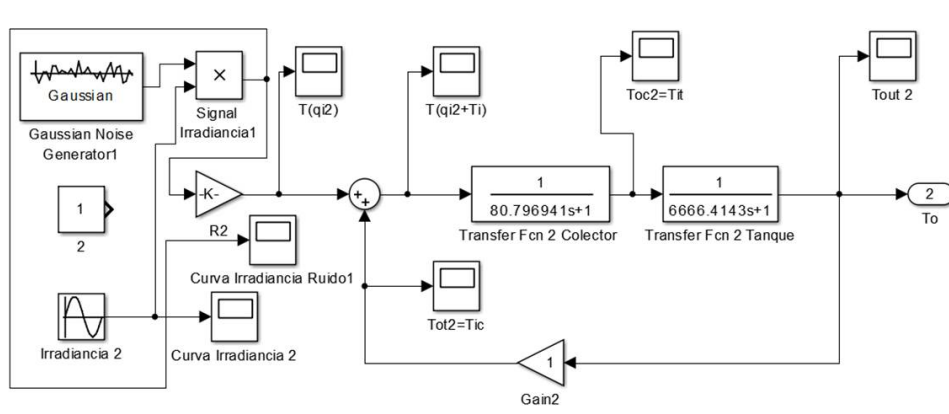 Gaussian
Gaussian Noise
Generator1
×
Signal
Irradiancia1
T(qi2)
T(qi2+Ti)
Toc2=Tit
Tout 2
1
2
-K-
R2
+
+
1
80.796941s+1
Transfer Fcn 2 Colector
1
6666.4143s+1
Transfer Fcn 2 Tanque
2
To
Curva Irradiancia Ruido1
Irradiancia 2
Curva Irradiancia 2
Tot2=Tic
1
Gain2